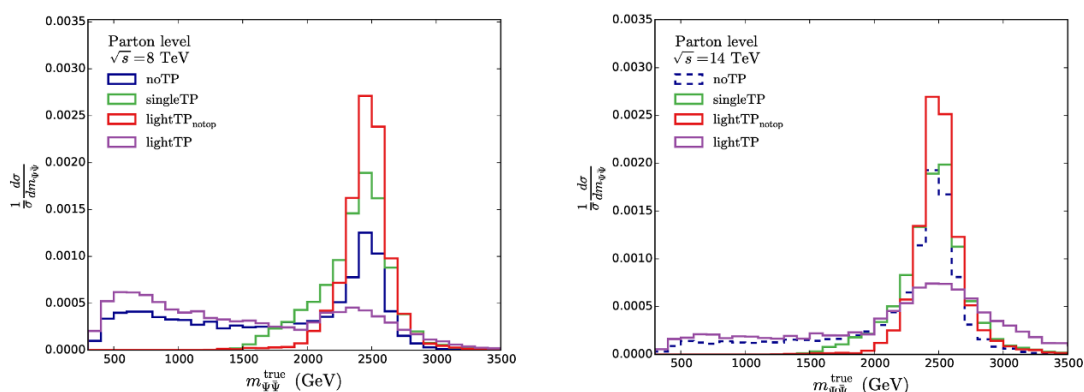 0.0035
0.0030
0.0025
0.0020
0.0015
0.0010
0.0005
0.0000
1/σ dσ/dm_ΨΨ̄
Parton level
√s =8 TeV
noTP
singleTP
lightTP_notop
lightTP
500 1000 1500 2000 2500 3000 3500
m^true_ΨΨ̄ (GeV)
0.0035
0.0030
0.0025
0.0020
0.0015
0.0010
0.0005
0.0000
1/σ dσ/dm_ΨΨ̄
Parton level
√s =14 TeV
noTP
singleTP
lightTP_notop
lightTP
500 1000 1500 2000 2500 3000 3500
m^true_ΨΨ̄ (GeV)